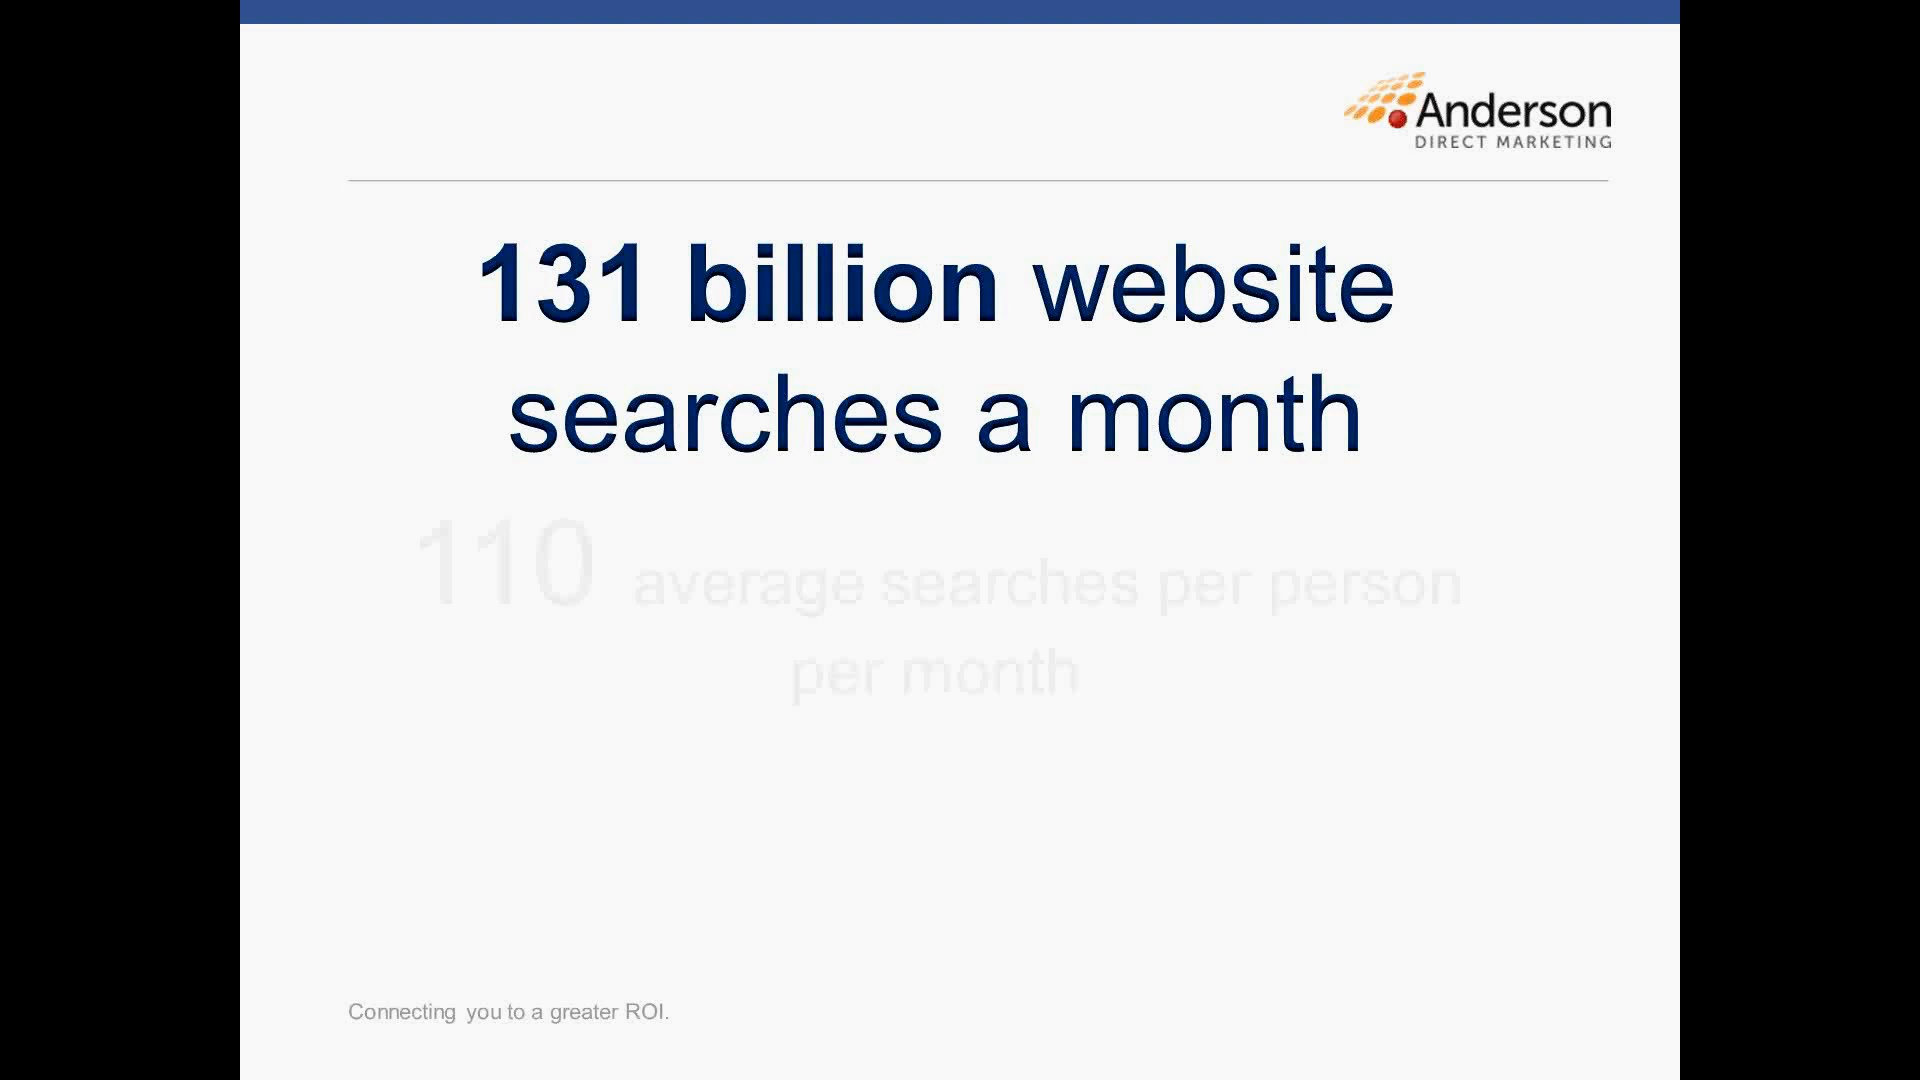 Anderson
DIRECT MARKETING
131 billion website
searches a month
110 average searches per person
per month
Connecting you to a greater ROI.